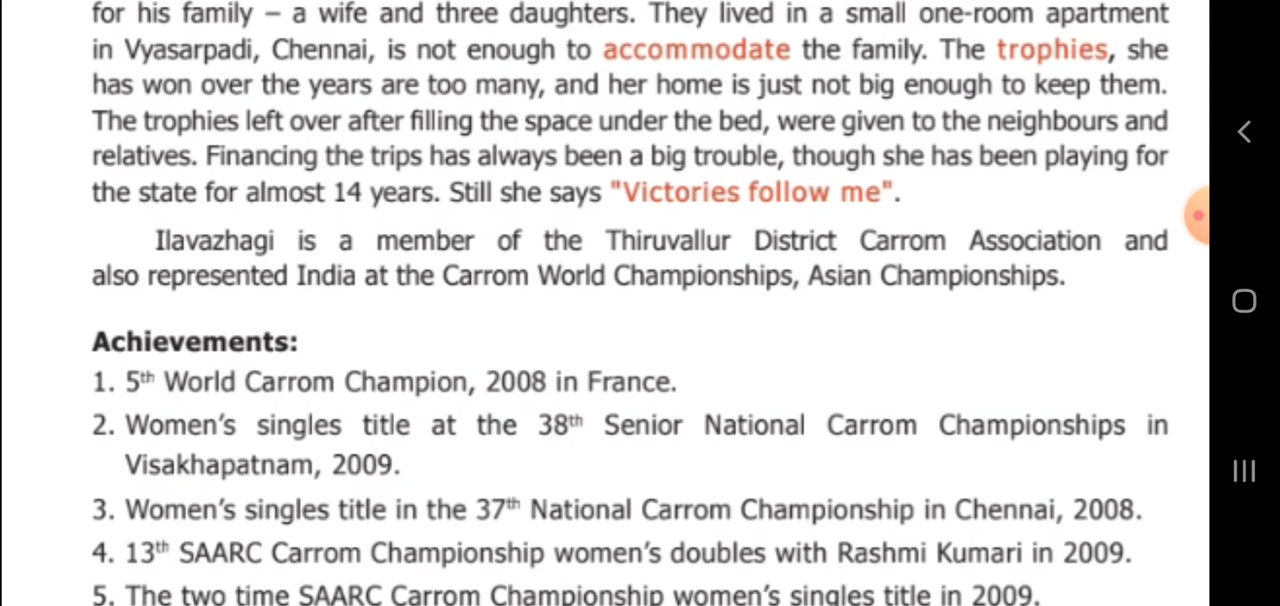 for his family – a wife and three daughters. They lived in a small one-room apartment
in Vyasarpadi, Chennai, is not enough to accommodate the family. The trophies, she
has won over the years are too many, and her home is just not big enough to keep them.
The trophies left over after filling the space under the bed, were given to the neighbours and
relatives. Financing the trips has always been a big trouble, though she has been playing for
the state for almost 14 years. Still she says "Victories follow me".
Ilavazhagi is a member of the Thiruvallur District Carrom Association and
also represented India at the Carrom World Championships, Asian Championships.
Achievements:
1. 5th World Carrom Champion, 2008 in France.
2. Women's singles title at the 38th Senior National Carrom Championships in
Visakhapatnam, 2009.
3. Women's singles title in the 37th National Carrom Championship in Chennai, 2008.
4. 13th SAARC Carrom Championship women's doubles with Rashmi Kumari in 2009.
5. The two time SAARC Carrom Championship women's singles title in 2009.